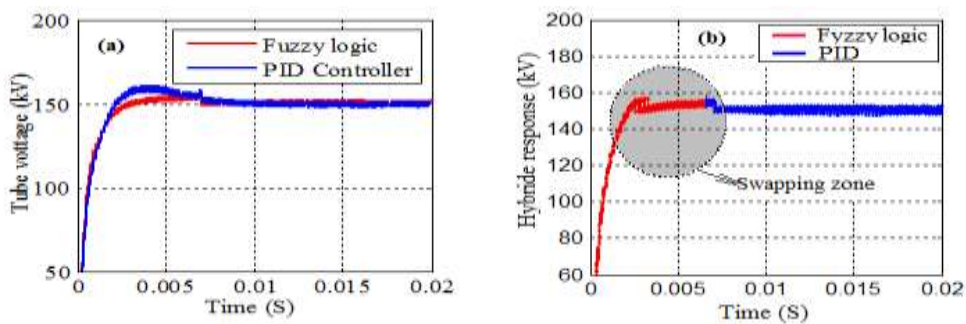 (a)
Fuzzy logic
PID Controller
Tube vottage (kV)
200
150
100
50
0
0.005
0.01
0.015
0.02
Time (S)
(b)
Fyzzy logic
PID
Hybride response (kV)
200
180
160
140
120
100
80
60
Swapping zone
0
0.005
0.01
0.015
0.02
Time (S)